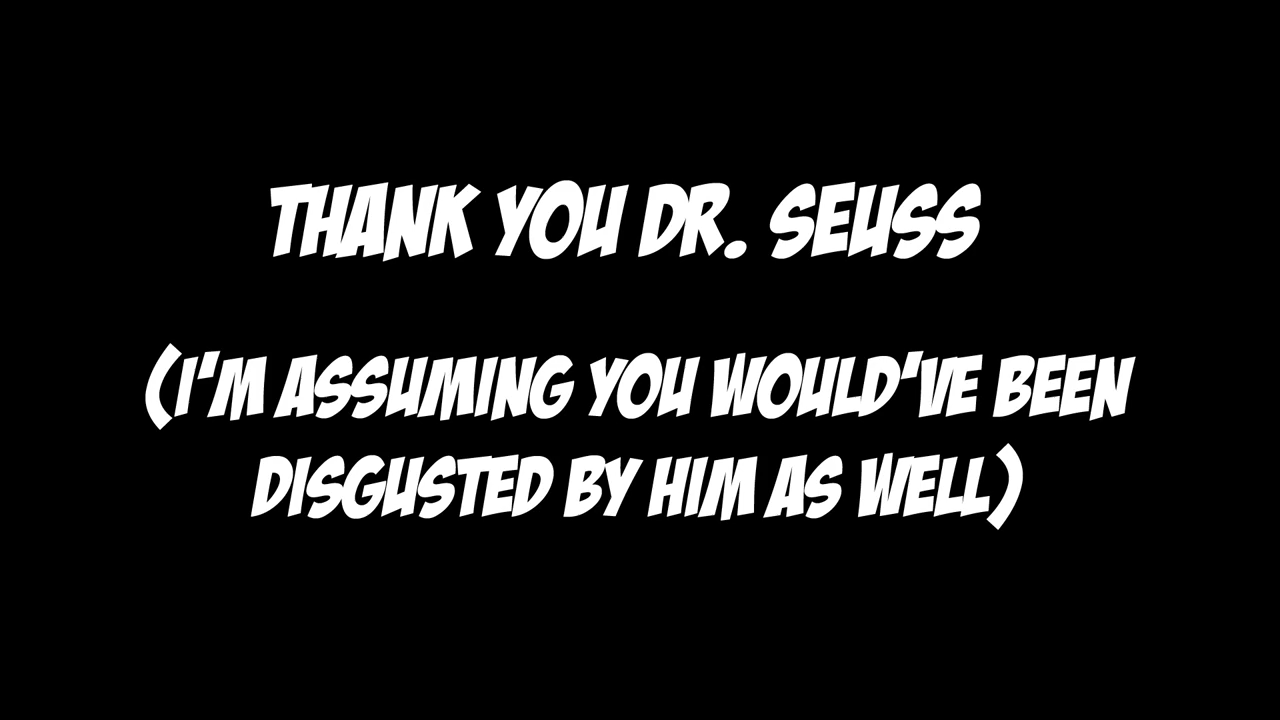 THANK YOU DR. SEUSS
(I'M ASSUMING YOU WOULD'VE BEEN
DISGUSTED BY HIM AS WELL)